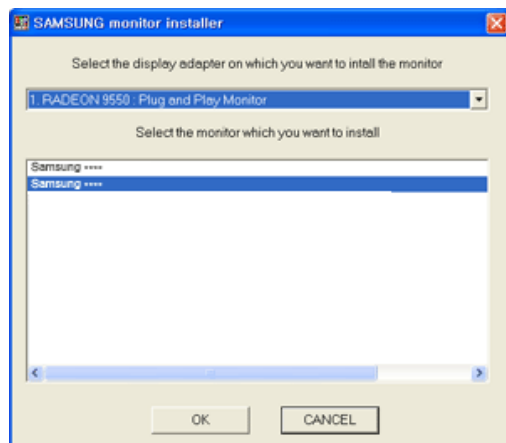 SAMSUNG monitor installer
Select the display adapter on which you want to intall the monitor
1. RADEON 9550 : Plug and Play Monitor
Select the monitor which you want to install
Samsung ****
Samsung ****
OK
CANCEL